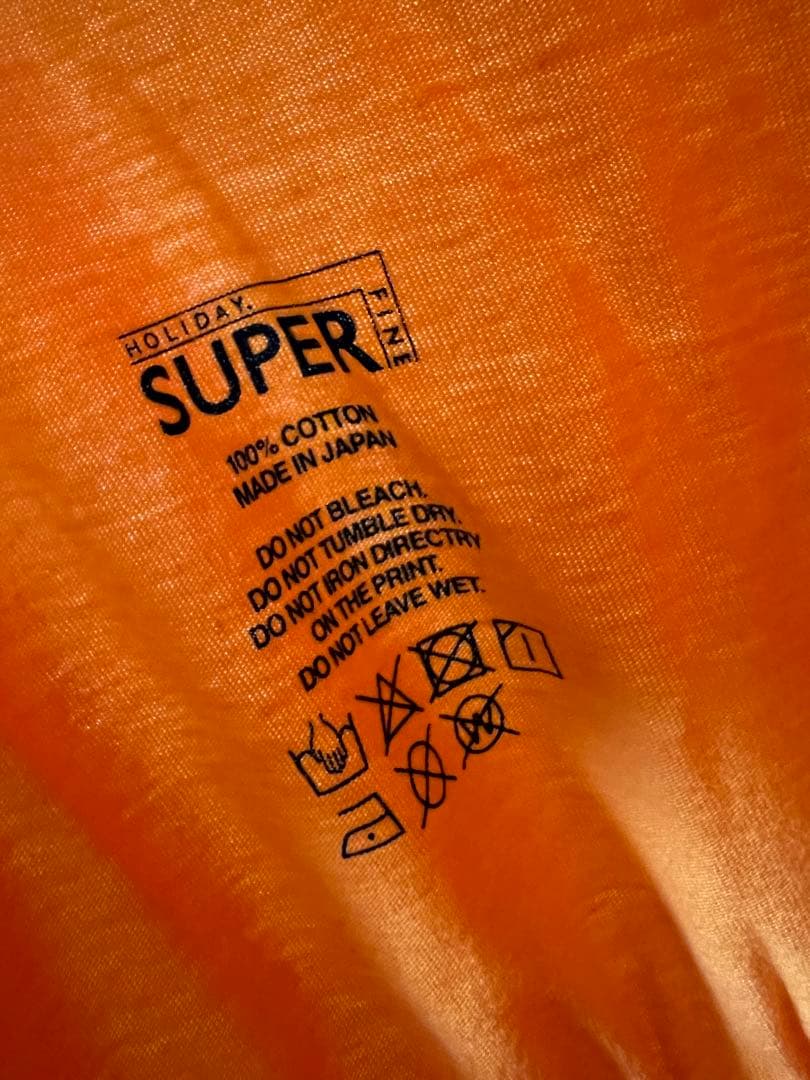 HOLIDAY.
SUPER
FINE
100% COTTON
MADE IN JAPAN
DO NOT BLEACH.
DO NOT TUMBLE DRY.
DO NOT IRON DIRECTRY
ON THE PRINT.
DO NOT LEAVE WET.
W